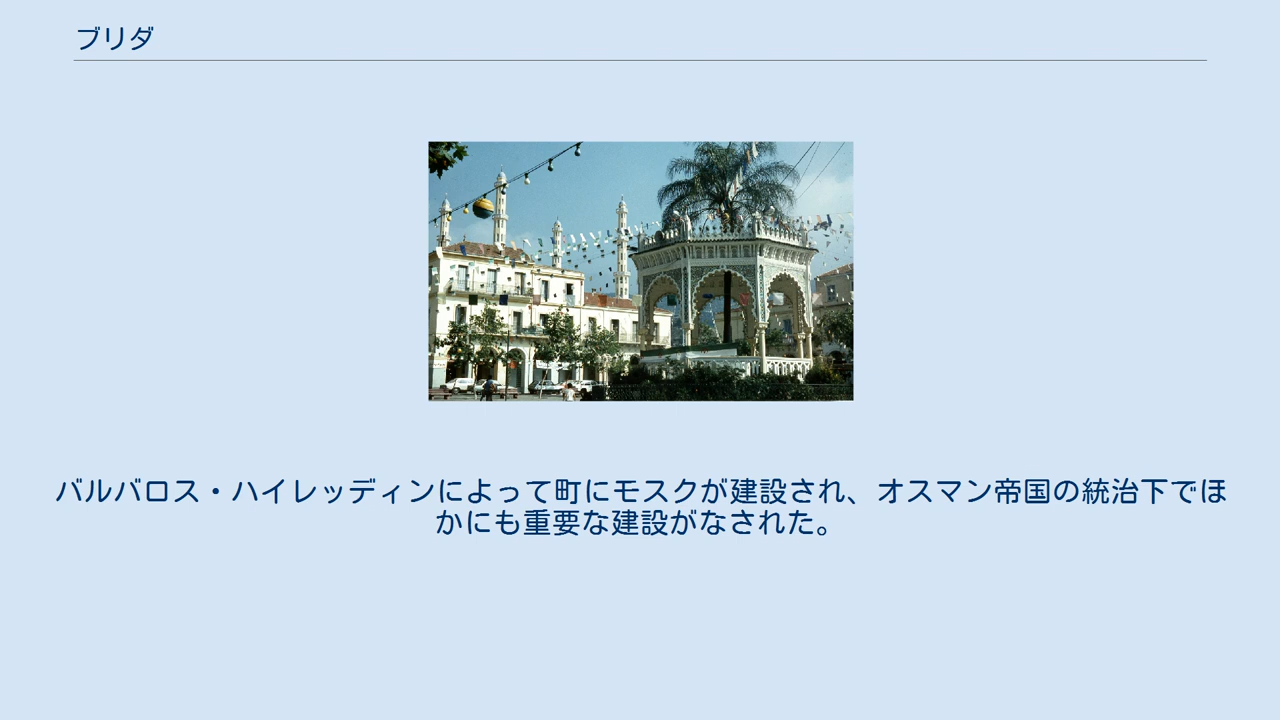 ブリダ
バルバロス・ハイレッディンによって町にモスクが建設され、オスマン帝国の統治下でほ
かにも重要な建設がなされた。